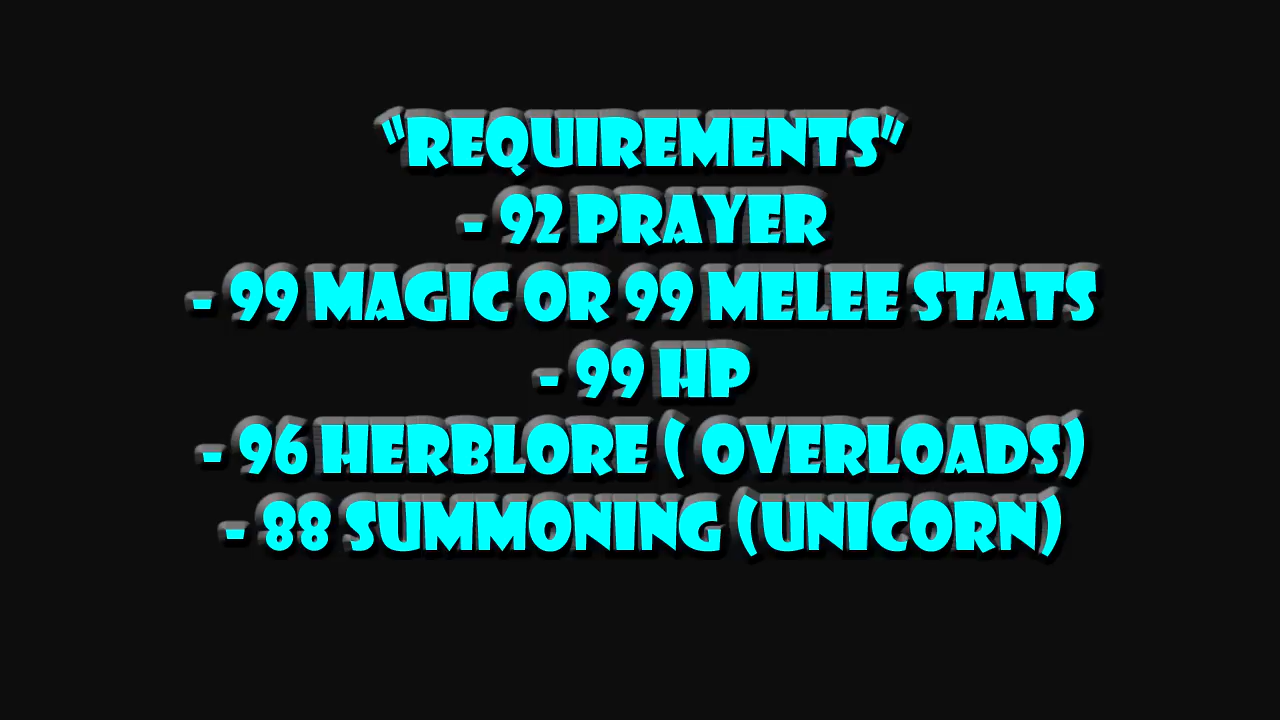 "REQUIREMENTS"
- 92 PRAYER
- 99 MAGIC OR 99 MELEE STATS
- 99 HP
- 96 HERBLORE ( OVERLOADS)
- 88 SUMMONING (UNICORN)